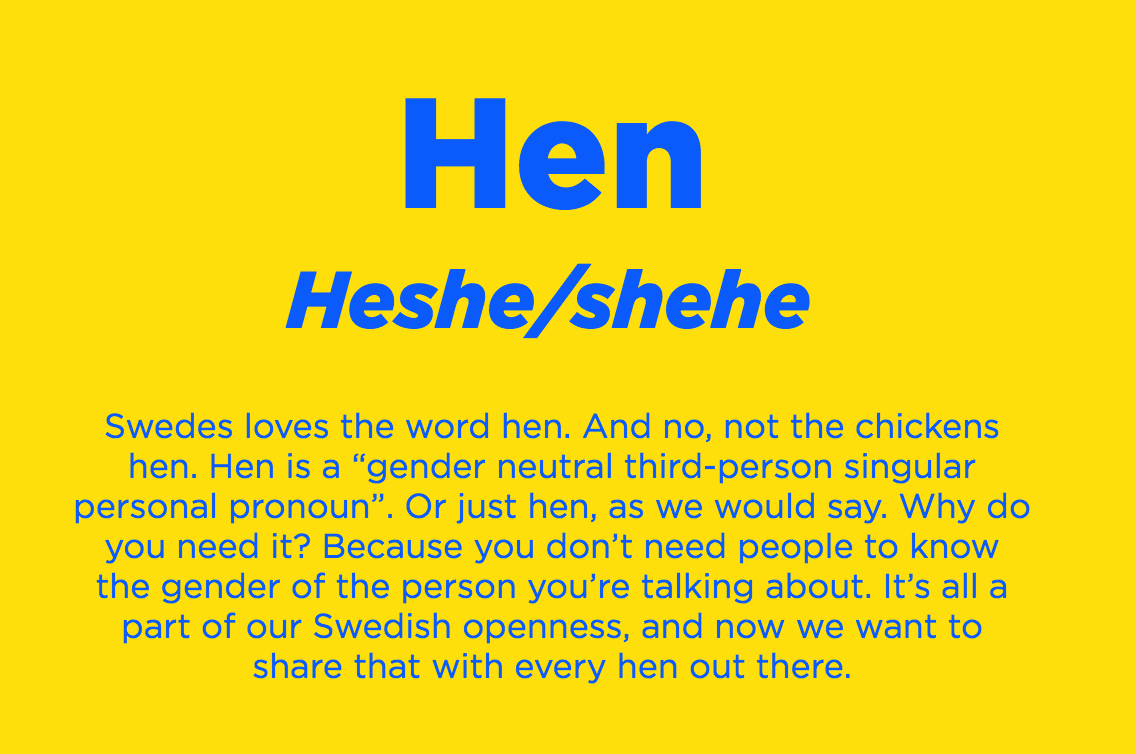 Hen
Heshe/shehe
Swedes loves the word hen. And no, not the chickens
hen. Hen is a “gender neutral third-person singular
personal pronoun”. Or just hen, as we would say. Why do
you need it? Because you don’t need people to know
the gender of the person you’re talking about. It’s all a
part of our Swedish openness, and now we want to
share that with every hen out there.